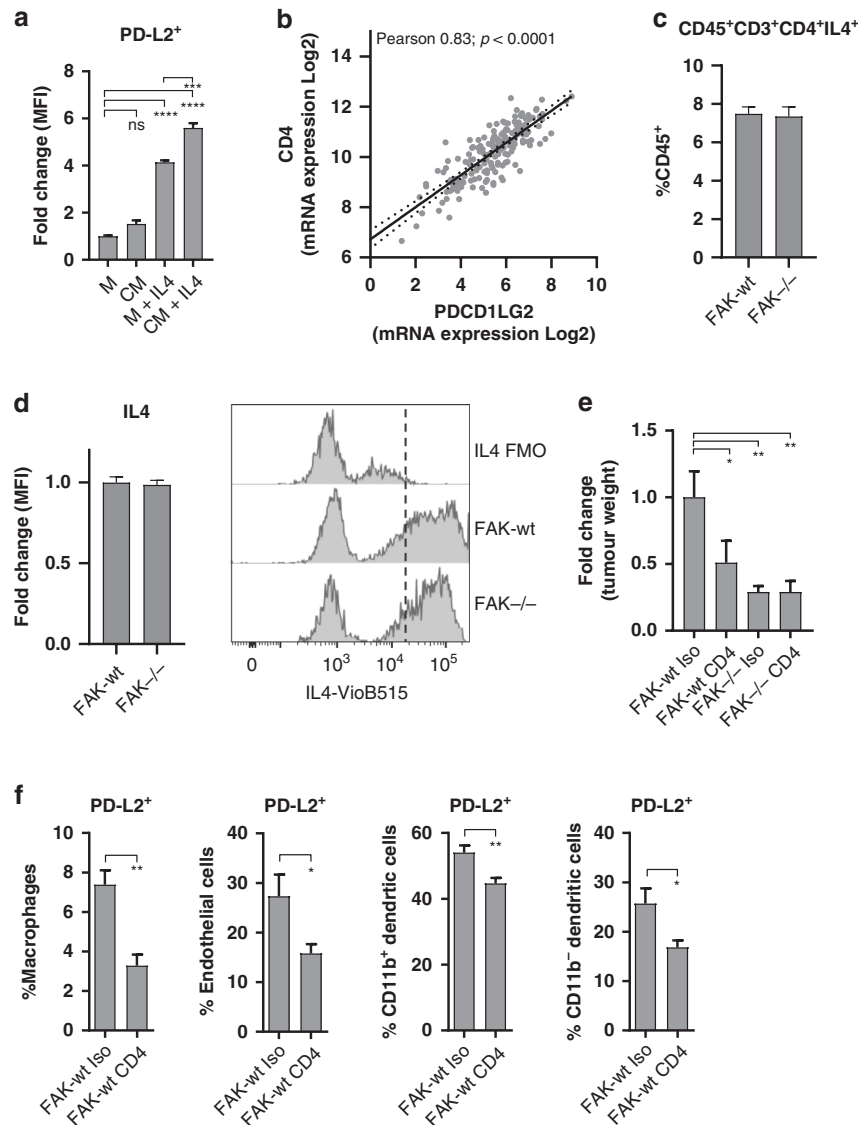 a
PD-L2+
Fold change (MFI)
8
6
4
2
0
ns
****
***
****
M
CM
M + IL4
CM + IL4
b
Pearson 0.83; p < 0.0001
CD4
(mRNA expression Log2)
14
12
10
8
6
0 2 4 6 8 10
PDCD1LG2
(mRNA expression Log2)
c
CD45+CD3+CD4+IL4+
%CD45+
10
8
6
4
2
0
FAK-wt
FAK–/–
d
IL4
Fold change (MFI)
1.0
0.5
0.0
FAK-wt
FAK–/–
IL4 FMO
FAK-wt
FAK–/–
0 10³ 10⁴ 10⁵
IL4-VioB515
e
Fold change
(tumour weight)
1.5
1.0
0.5
0.0
*
**
**
FAK-wt Iso
FAK-wt CD4
FAK–/– Iso
FAK–/– CD4
f
PD-L2+
%Macrophages
10
8
6
4
2
0
**
FAK-wt Iso
FAK-wt CD4
PD-L2+
% Endothelial cells
40
30
20
10
0
*
FAK-wt Iso
FAK-wt CD4
PD-L2+
% CD11b+ dendrtic cells
60
40
20
0
**
FAK-wt Iso
FAK-wt CD4
PD-L2+
% CD11b– dendritic cells
40
30
20
10
0
*
FAK-wt Iso
FAK-wt CD4